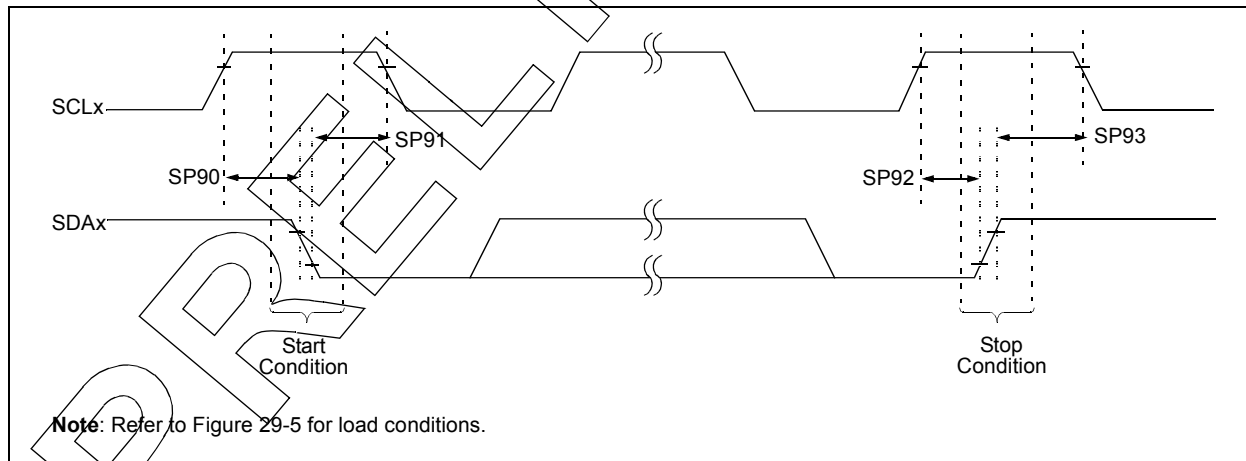 SCLx
SP91
SP93
SP90
SP92
SDAx
Start
Condition
Stop
Condition
Note: Refer to Figure 29-5 for load conditions.
PREL